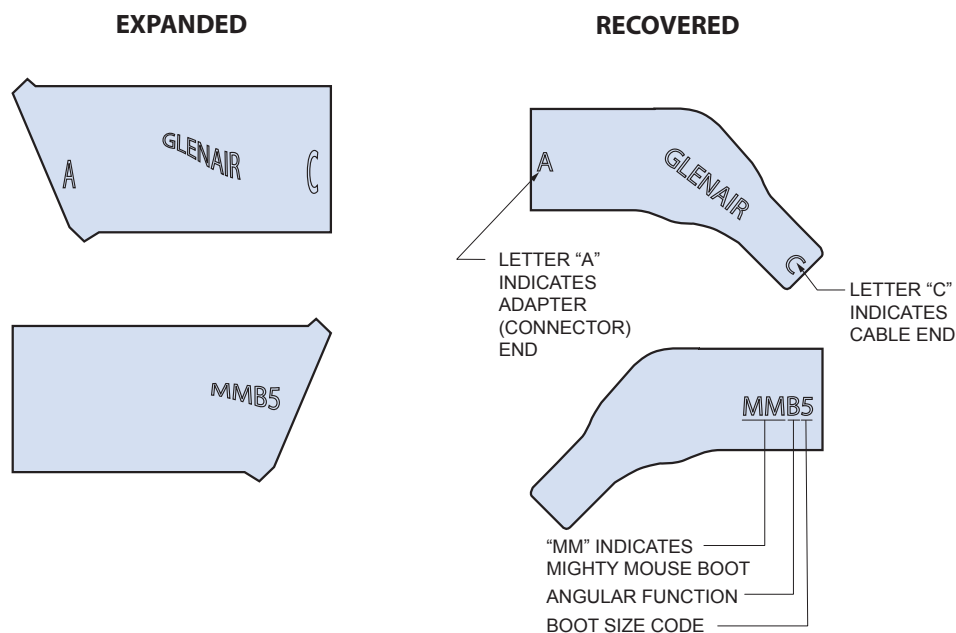 EXPANDED
RECOVERED
A
GLENAIR
C
A
GLENAIR
C
LETTER “A”
INDICATES
ADAPTER
(CONNECTOR)
END
LETTER “C”
INDICATES
CABLE END
MMB5
MMB5
“MM” INDICATES
MIGHTY MOUSE BOOT
ANGULAR FUNCTION
BOOT SIZE CODE